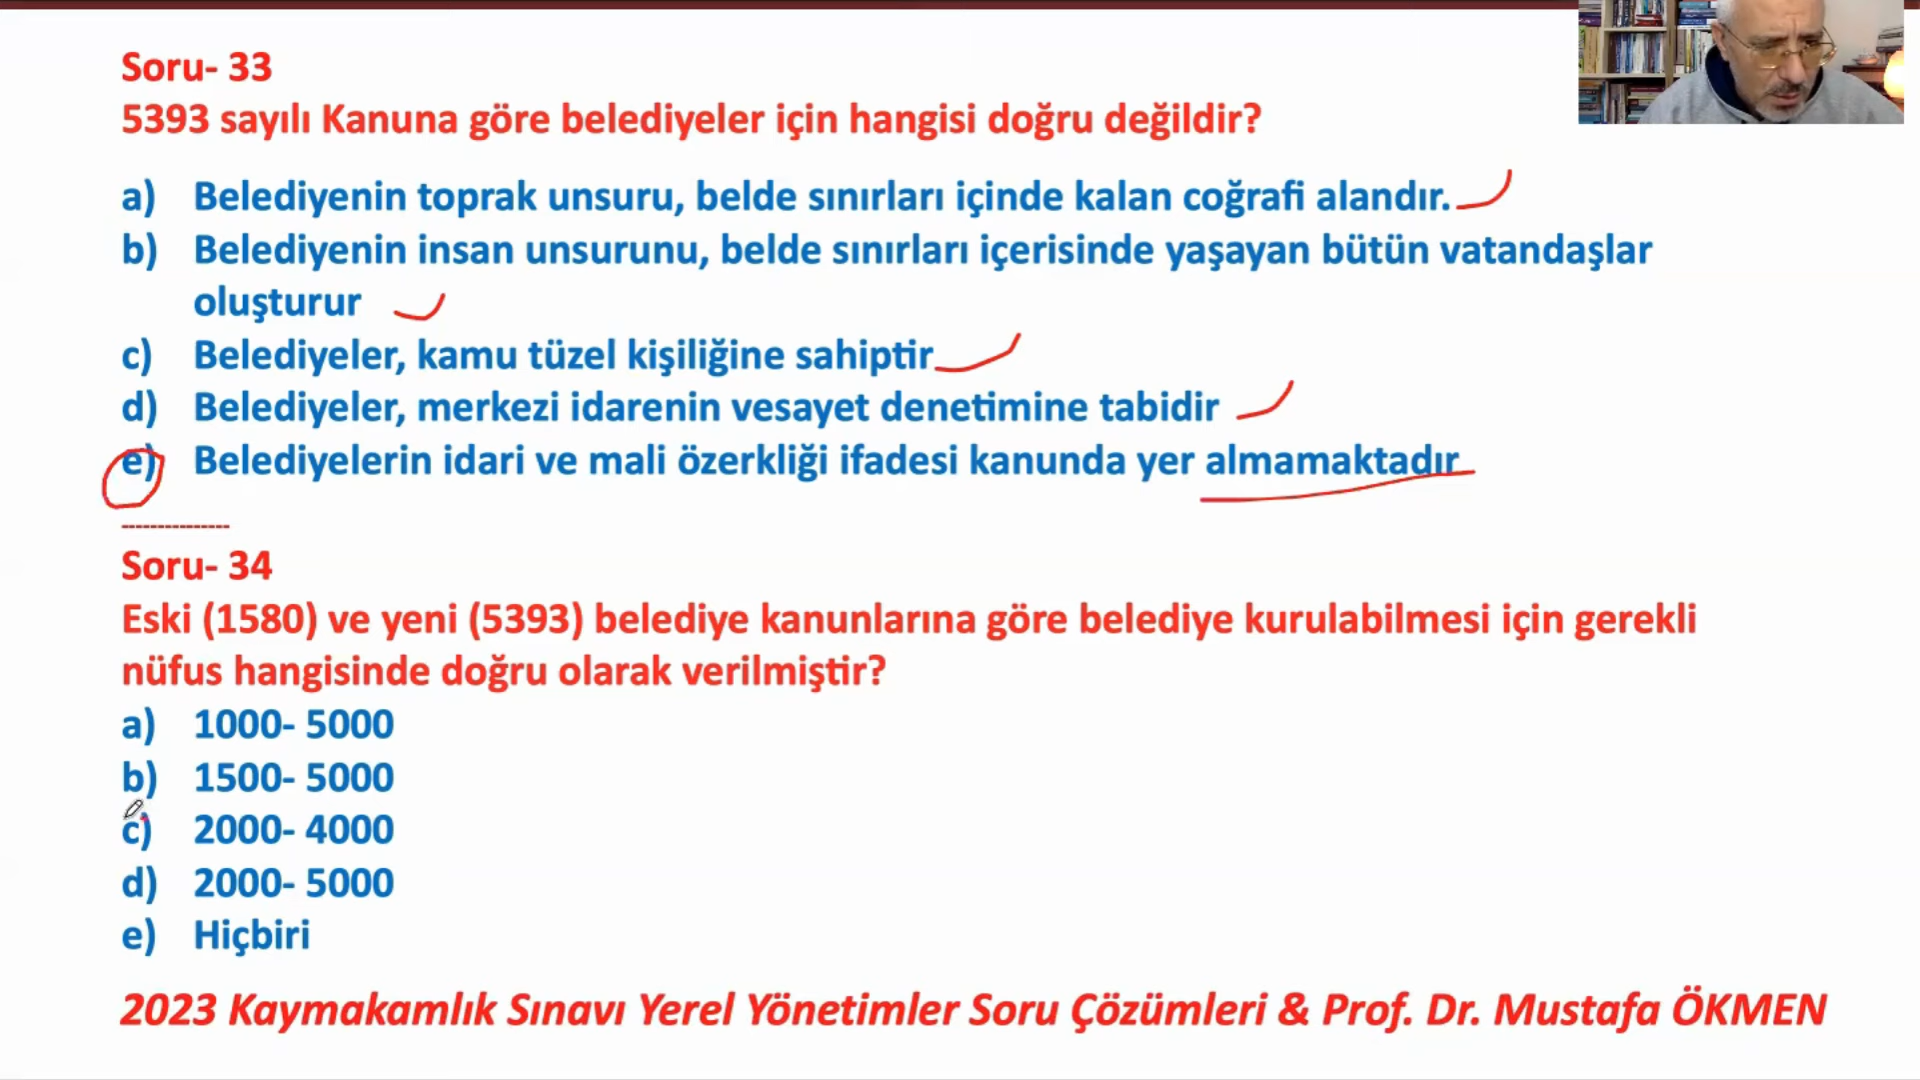 Soru- 33
5393 sayılı Kanuna göre belediyeler için hangisi doğru değildir?
a) Belediyenin toprak unsuru, belde sınırları içinde kalan coğrafi alandır.
b) Belediyenin insan unsurunu, belde sınırları içerisinde yaşayan bütün vatandaşlar
oluşturur
c) Belediyeler, kamu tüzel kişiliğine sahiptir
d) Belediyeler, merkezi idarenin vesayet denetimine tabidir
e) Belediyelerin idari ve mali özerkliği ifadesi kanunda yer almamaktadır
---------------
Soru- 34
Eski (1580) ve yeni (5393) belediye kanunlarına göre belediye kurulabilmesi için gerekli
nüfus hangisinde doğru olarak verilmiştir?
a) 1000- 5000
b) 1500- 5000
c) 2000- 4000
d) 2000- 5000
e) Hiçbiri
2023 Kaymakamlık Sınavı Yerel Yönetimler Soru Çözümleri & Prof. Dr. Mustafa ÖKMEN